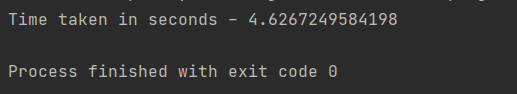 Time taken in seconds – 4.6267249584198
Process finished with exit code 0